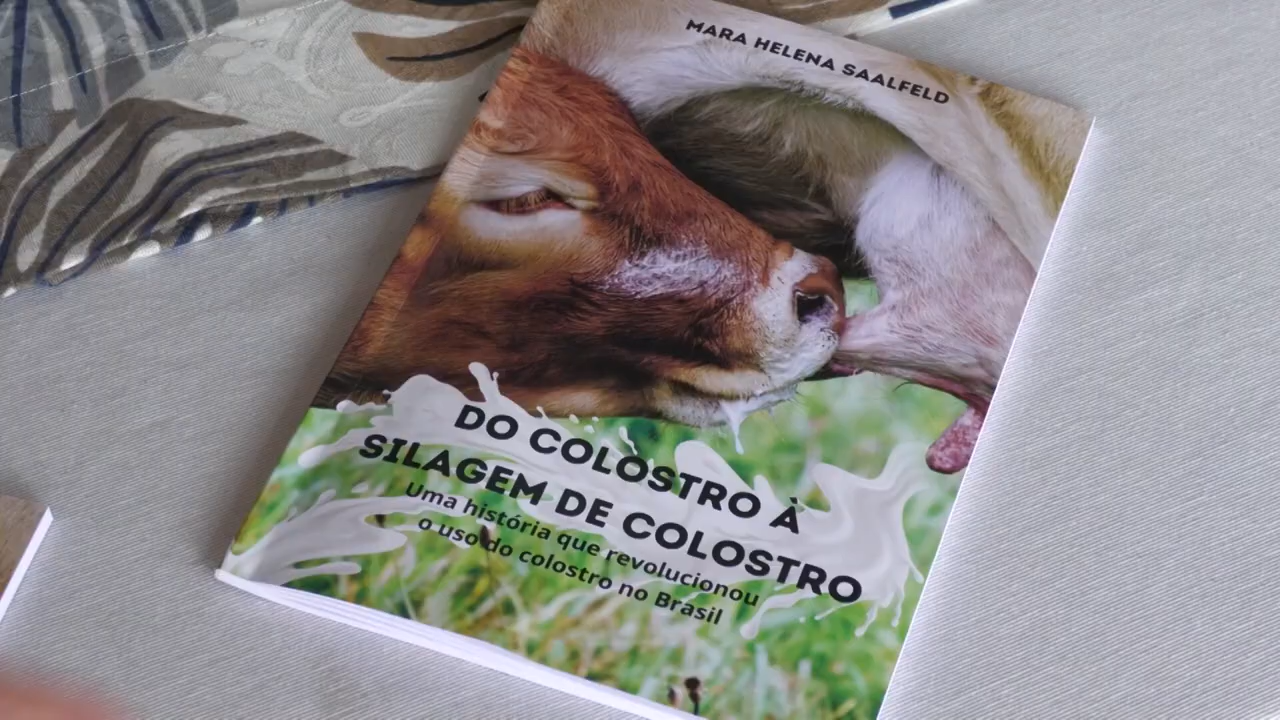 MARA HELENA SAALFELD
DO COLOSTRO À
SILAGEM DE COLOSTRO
Uma história que revolucionou
o uso do colostro no Brasil